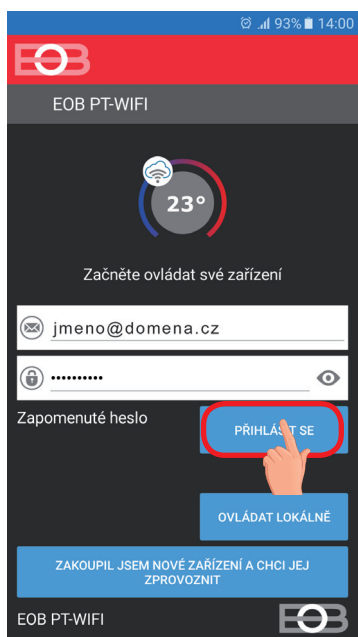 93% 14:00
EOB
EOB PT-WIFI
23°
Začněte ovládat své zařízení
jmeno@domena.cz
••••••••••
Zapomenuté heslo
PŘIHLÁSIT SE
OVLÁDAT LOKÁLNĚ
ZAKOUPIL JSEM NOVÉ ZAŘÍZENÍ A CHCI JEJ
ZPROVOZNIT
EOB PT-WIFI
EOB